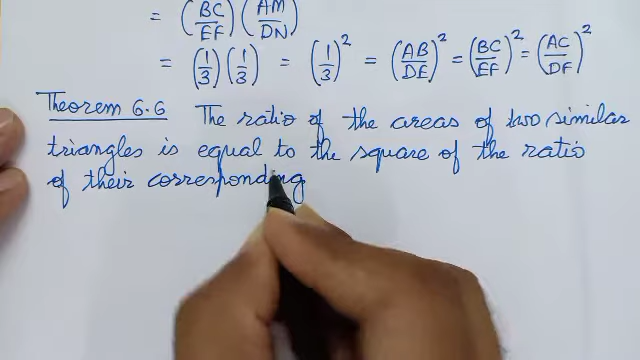 = (BC/EF) (AM/DN)
= (1/3) (1/3) = (1/3)² = (AB/DE)² = (BC/EF)² = (AC/DF)²
Theorem 6.6 The ratio of the areas of two similar
triangles is equal to the square of the ratio
of their corresponding